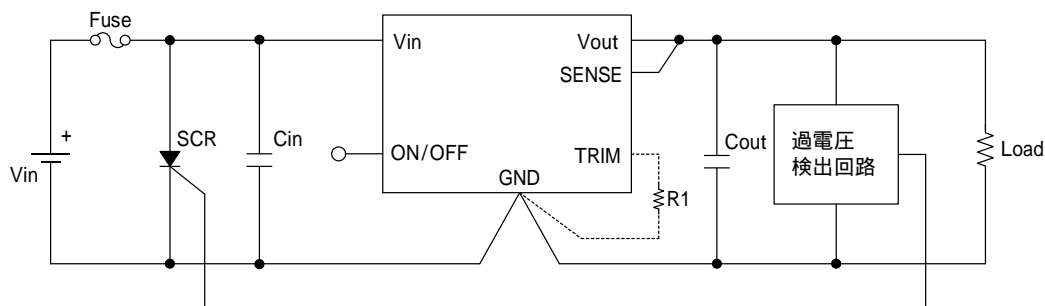 Fuse
Vin
Vout
SENSE
+
SCR
Cin
Vin
ON/OFF
TRIM
GND
R1
Cout
過電圧
検出回路
Load